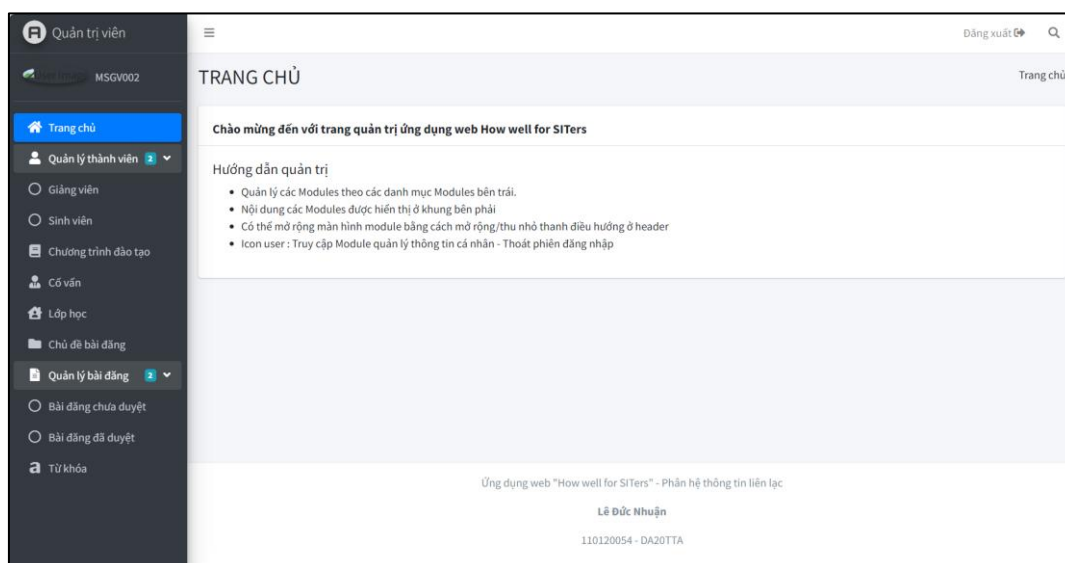 Quản trị viên
Đăng xuất
MSGV002
TRANG CHỦ
Trang chủ
Trang chủ
Quản lý thành viên 2
Giảng viên
Sinh viên
Chương trình đào tạo
Cố vấn
Lớp học
Chủ đề bài đăng
Quản lý bài đăng 2
Bài đăng chưa duyệt
Bài đăng đã duyệt
a Từ khóa
Chào mừng đến với trang quản trị ứng dụng web How well for SITers
Hướng dẫn quản trị
Quản lý các Modules theo các danh mục Modules bên trái.
Nội dung các Modules được hiển thị ở khung bên phải
Có thể mở rộng màn hình module bằng cách mở rộng/thu nhỏ thanh điều hướng ở header
Icon user : Truy cập Module quản lý thông tin cá nhân - Thoát phiên đăng nhập
Ứng dụng web "How well for SITers" - Phân hệ thông tin liên lạc
Lê Đức Nhuận
110120054 - DA20TTA